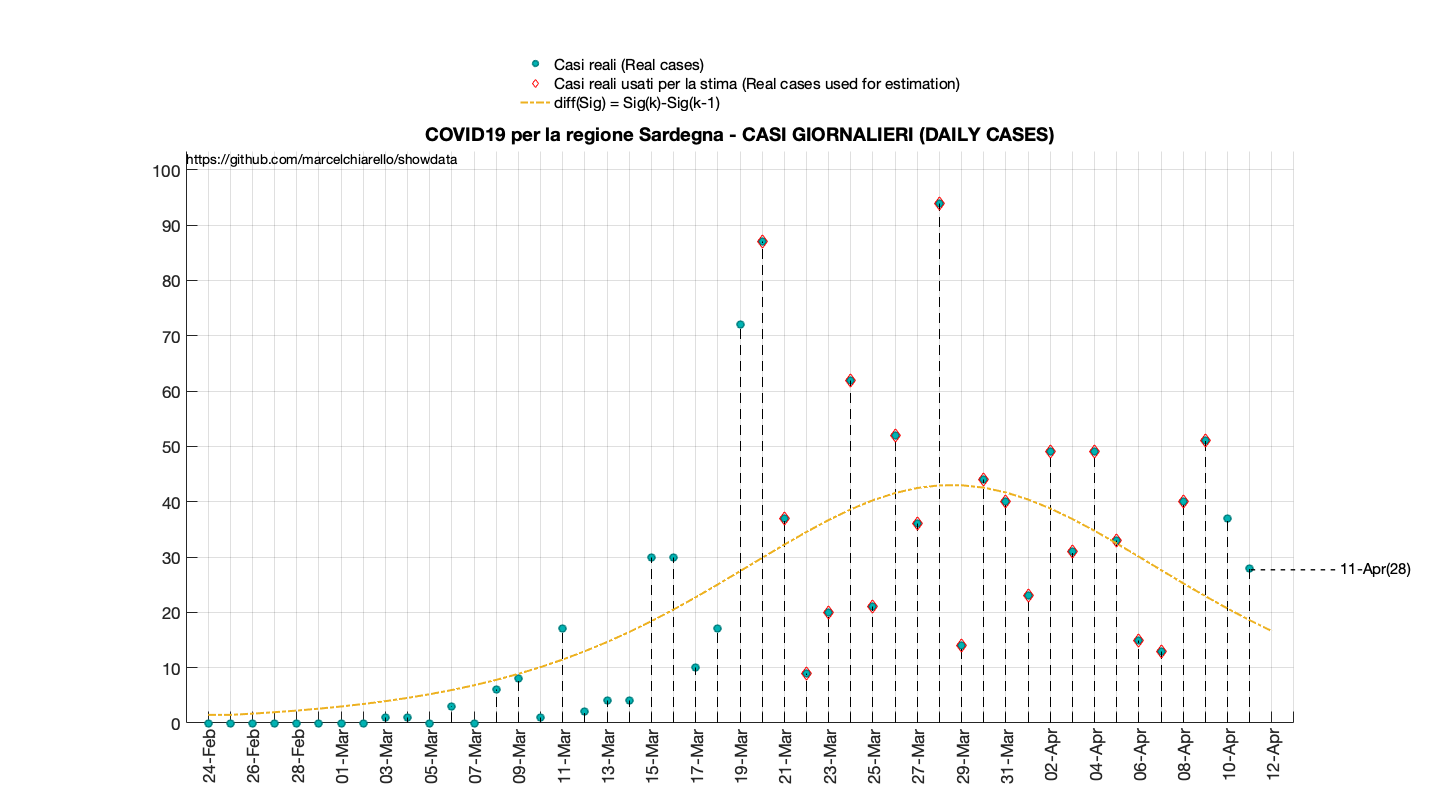 Casi reali (Real cases)
Casi reali usati per la stima (Real cases used for estimation)
diff(Sig) = Sig(k)-Sig(k-1)
COVID19 per la regione Sardegna - CASI GIORNALIERI (DAILY CASES)
https://github.com/marcelchiarello/showdata
100
90
80
70
60
50
40
30
20
10
0
11-Apr(28)
24-Feb
26-Feb
28-Feb
01-Mar
03-Mar
05-Mar
07-Mar
09-Mar
11-Mar
13-Mar
15-Mar
17-Mar
19-Mar
21-Mar
23-Mar
25-Mar
27-Mar
29-Mar
31-Mar
02-Apr
04-Apr
06-Apr
08-Apr
10-Apr
12-Apr